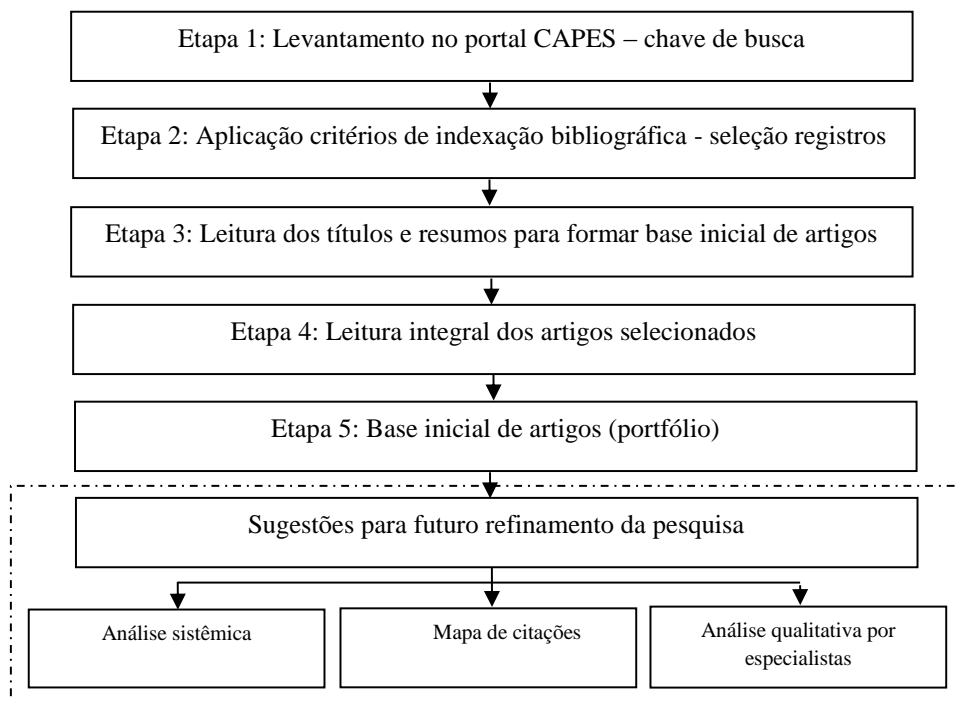 Etapa 1: Levantamento no portal CAPES – chave de busca
Etapa 2: Aplicação critérios de indexação bibliográfica - seleção registros
Etapa 3: Leitura dos títulos e resumos para formar base inicial de artigos
Etapa 4: Leitura integral dos artigos selecionados
Etapa 5: Base inicial de artigos (portfólio)
Sugestões para futuro refinamento da pesquisa
Análise sistêmica
Mapa de citações
Análise qualitativa por
especialistas